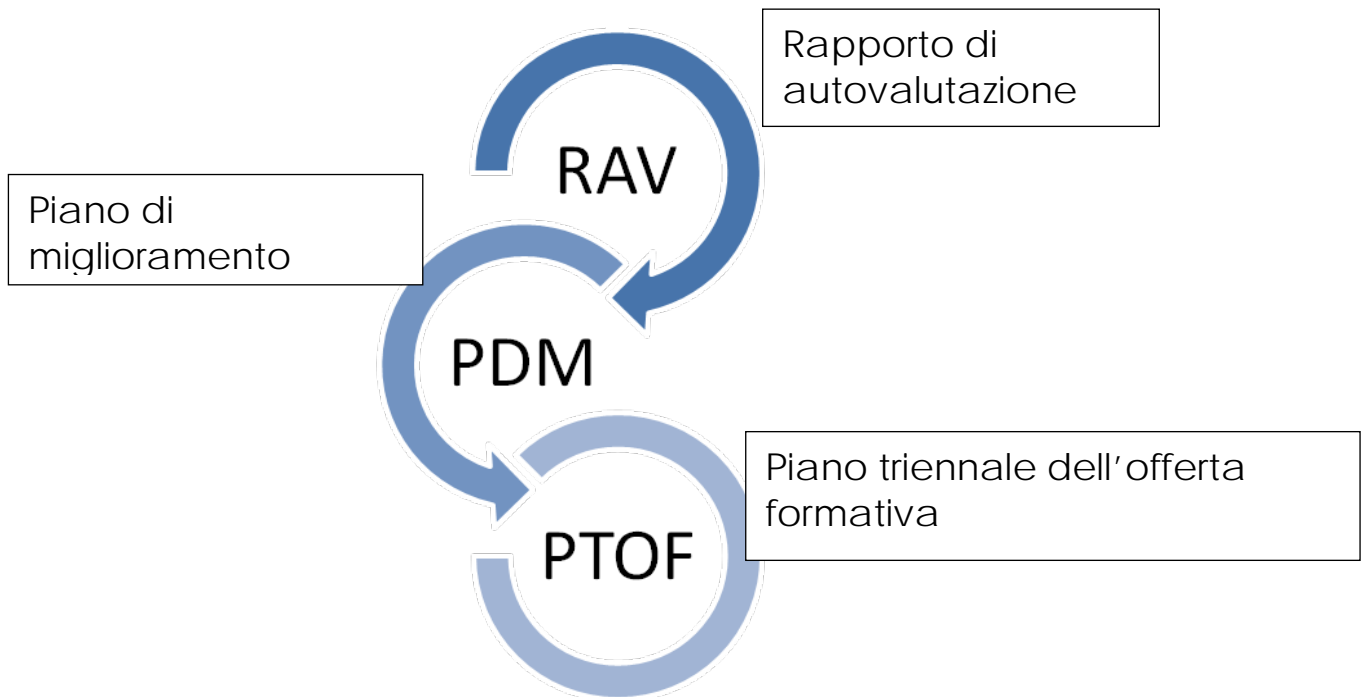 Rapporto di
autovalutazione
RAV
Piano di
miglioramento
PDM
Piano triennale dell’offerta
formativa
PTOF